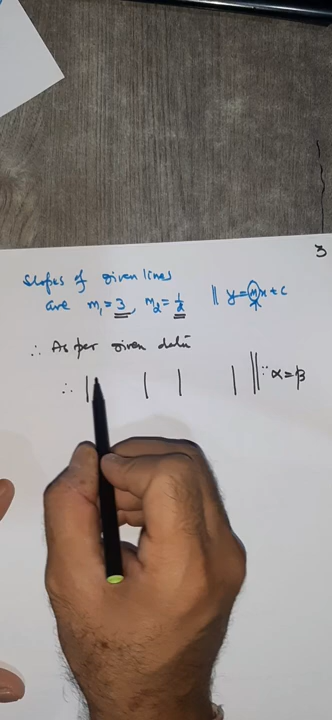 3
Slopes of given lines
are m₁ = 3, m₂ = 1/2 || y = mx + c
∴ As per given data
∴ | | | | || ∵ α = β